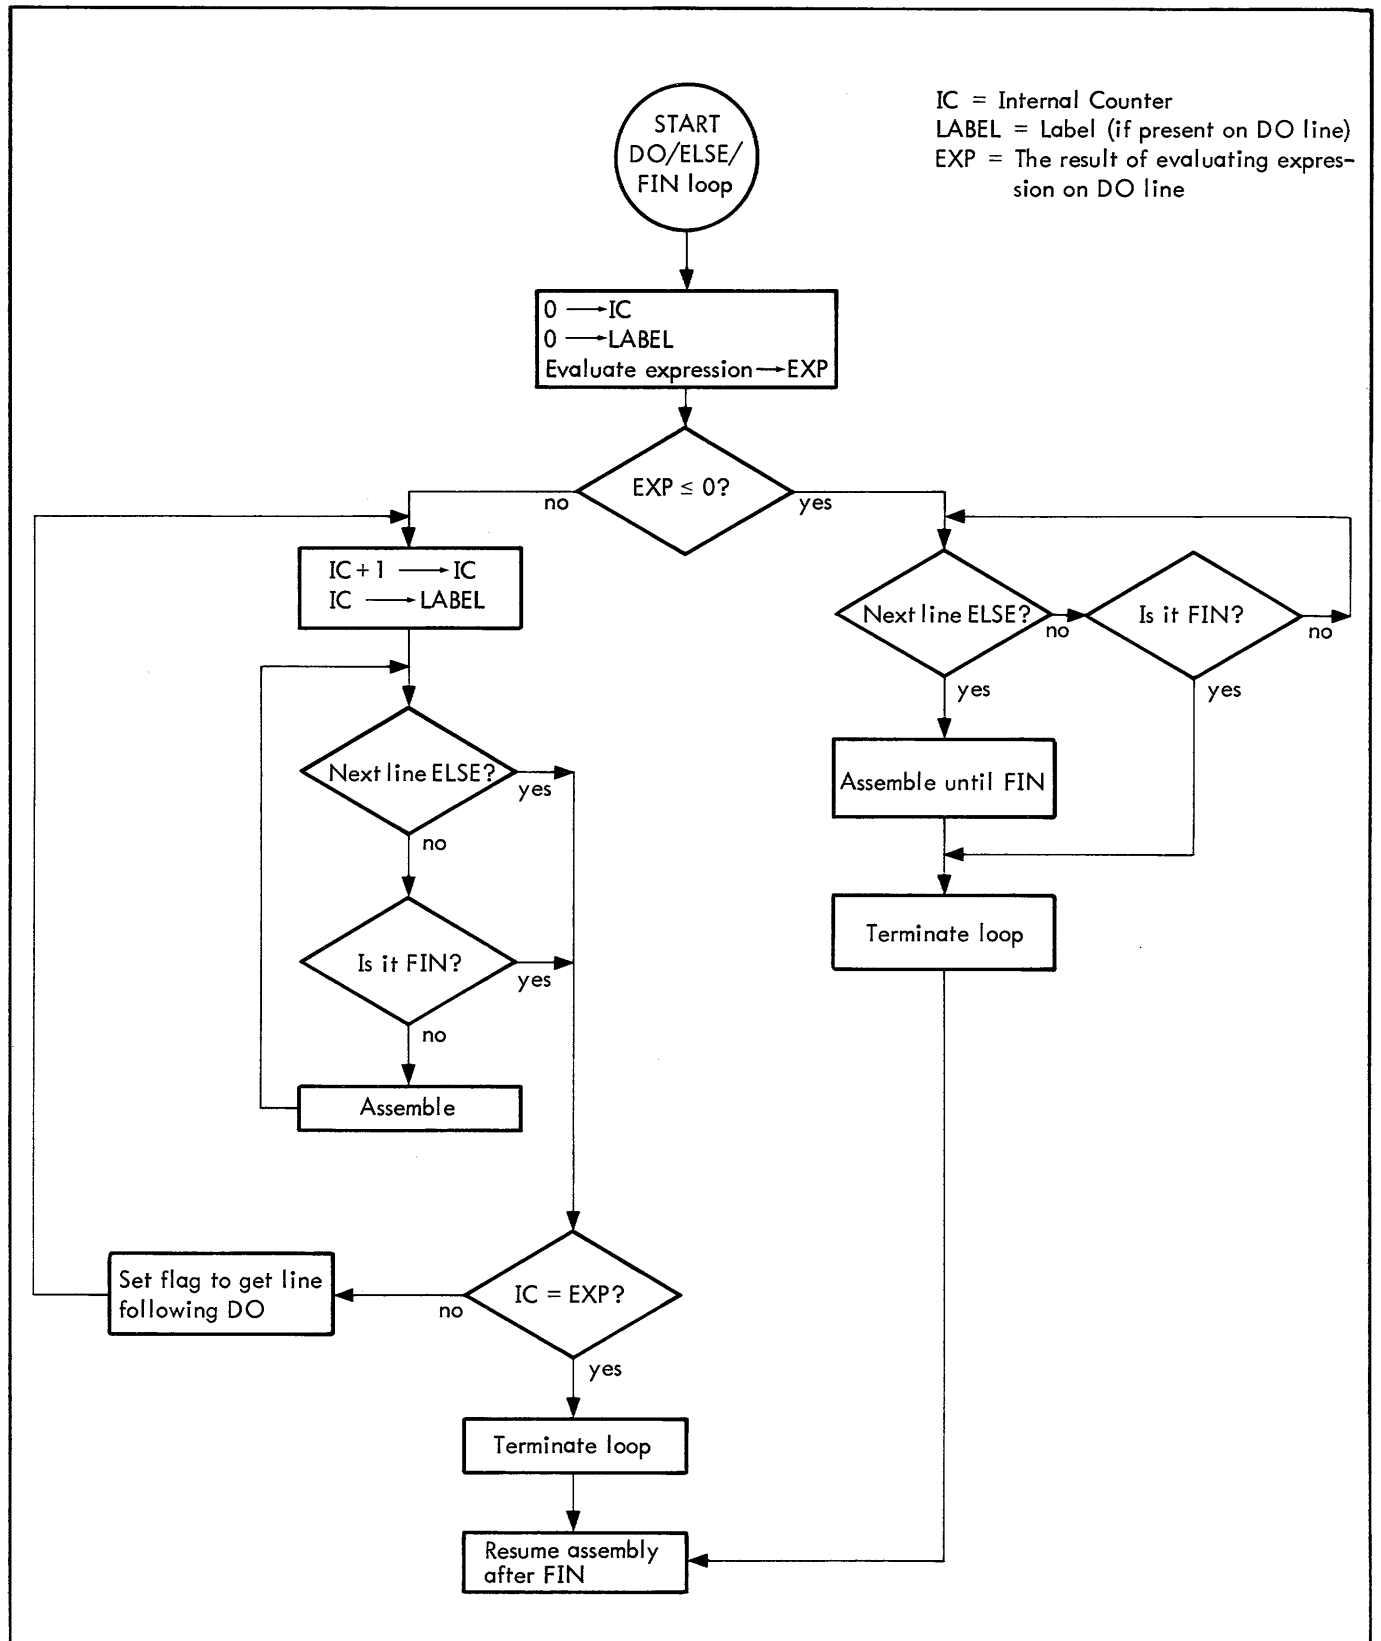 START
DO/ELSE/
FIN loop
IC = Internal Counter
LABEL = Label (if present on DO line)
EXP = The result of evaluating expres-
sion on DO line
0 → IC
0 → LABEL
Evaluate expression → EXP
EXP ≤ 0?
no
yes
IC + 1 → IC
IC → LABEL
Next line ELSE?
no
Is it FIN?
no
yes
yes
Next line ELSE?
yes
no
Assemble until FIN
Is it FIN?
yes
no
Terminate loop
Assemble
Set flag to get line
following DO
IC = EXP?
no
yes
Terminate loop
Resume assembly
after FIN